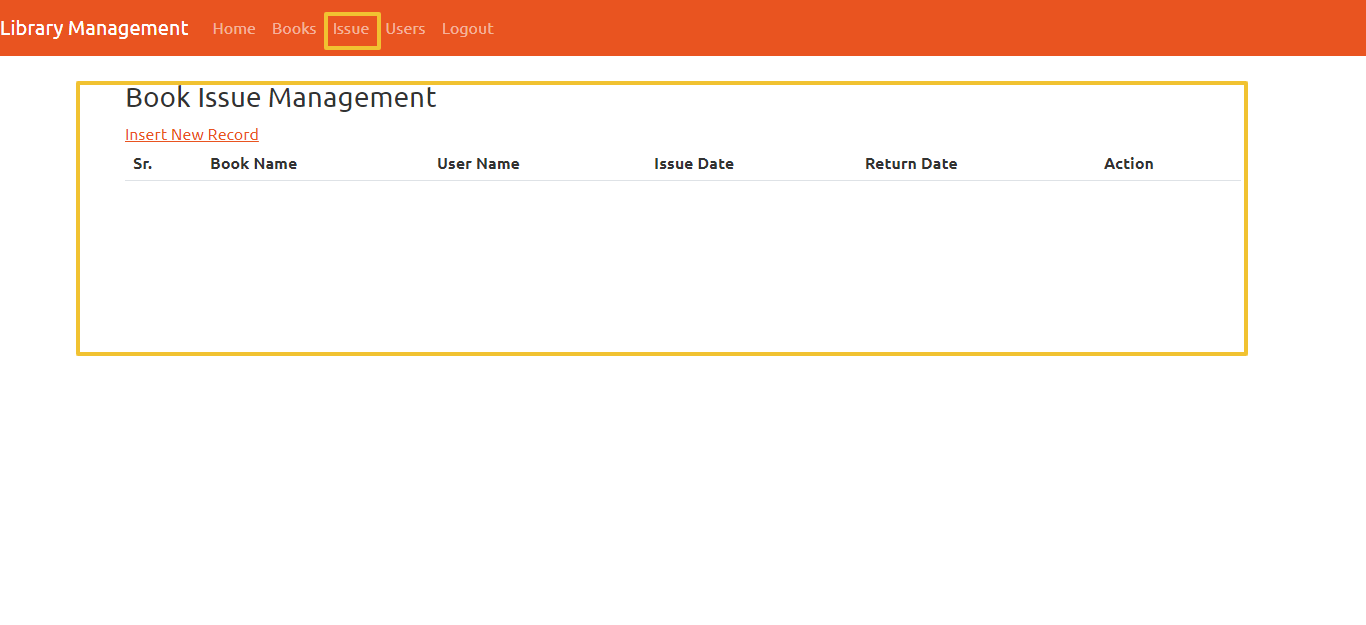 Library Management Home Books Issue Users Logout
Book Issue Management
Insert New Record
Sr. Book Name User Name Issue Date Return Date Action